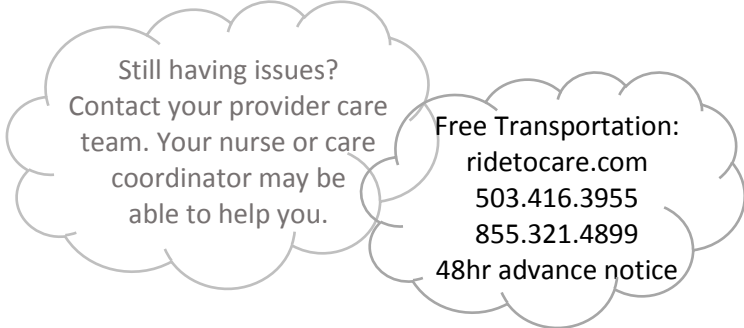 Still having issues?
Contact your provider care
team. Your nurse or care
coordinator may be
able to help you.
Free Transportation:
ridetocare.com
503.416.3955
855.321.4899
48hr advance notice